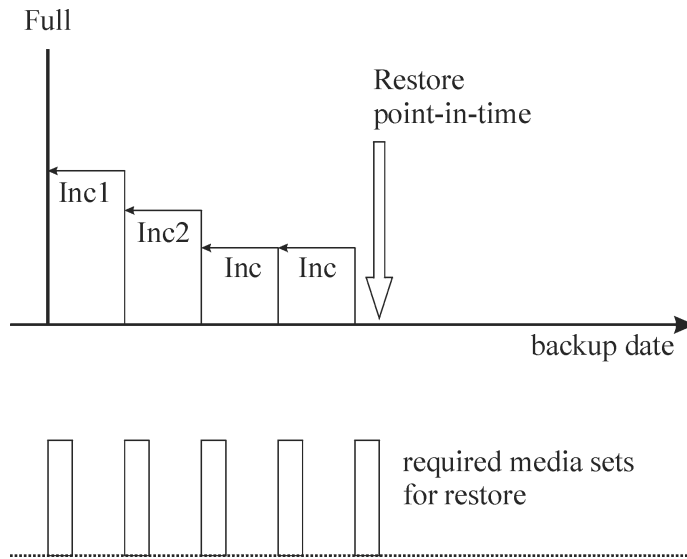 Full
Restore
point-in-time
Inc1
Inc2
Inc
Inc
backup date
required media sets
for restore